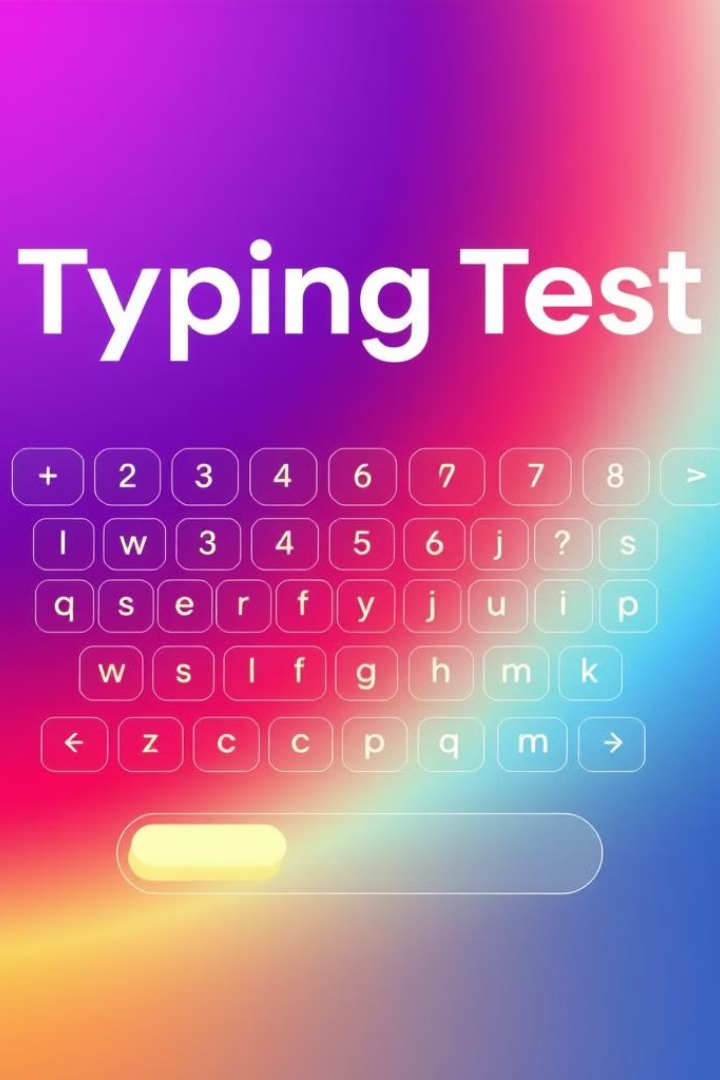 Typing Test
+ 2 3 4 6 7 7 8 >
l w 3 4 5 6 j ? s
q s e r f y j u i p
w s l f g h m k
← z c c p q m →